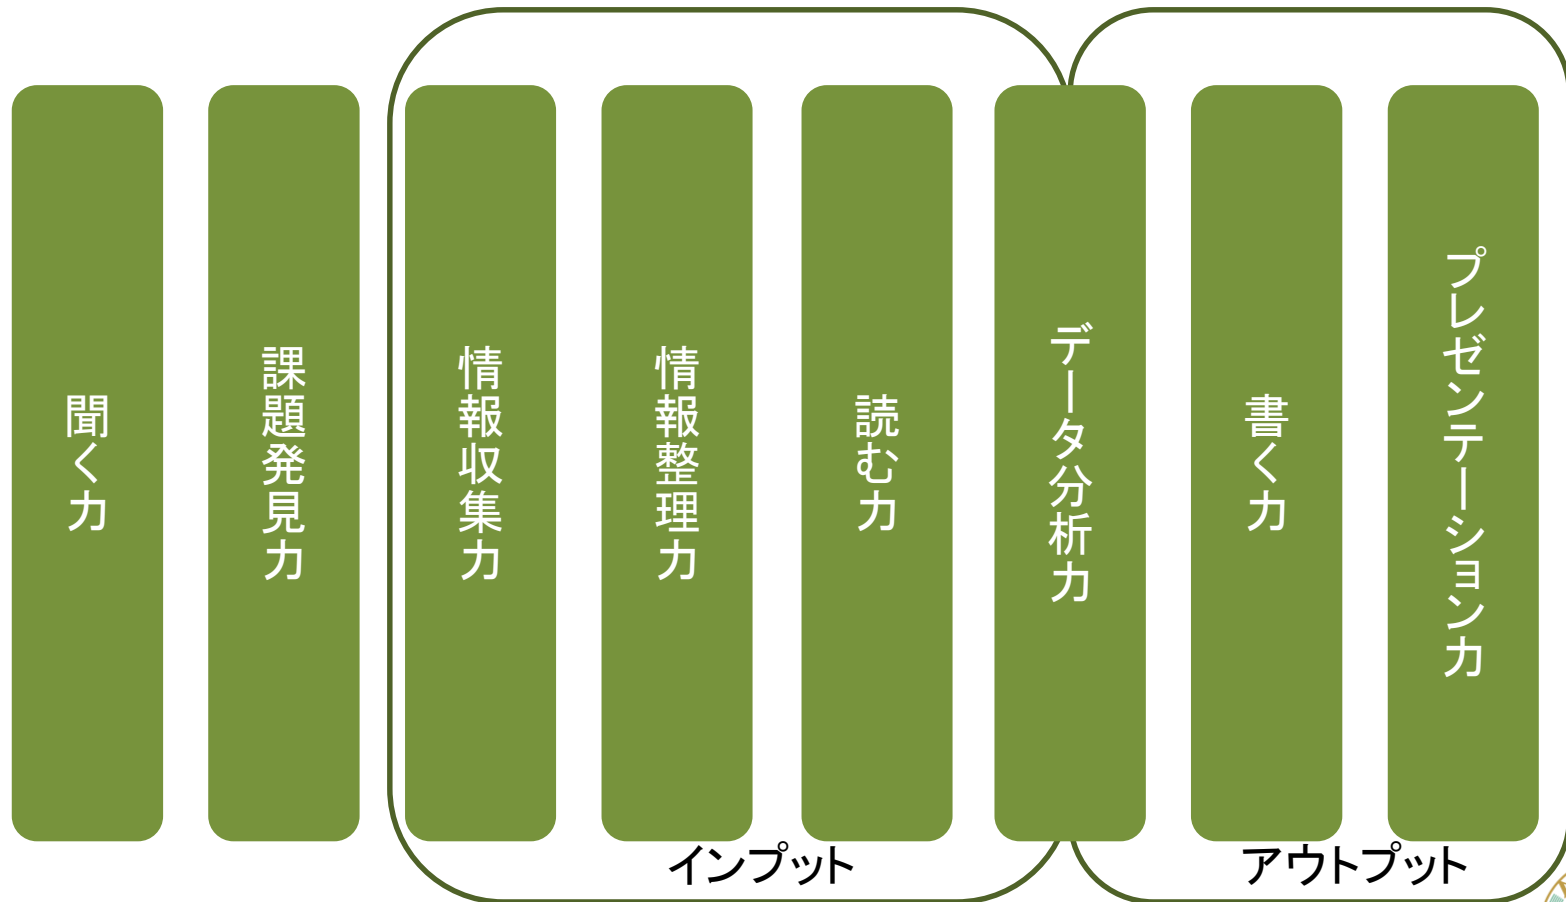 聞く力
課題発見力
情報収集力
情報整理力
読む力
データ分析力
書く力
プレゼンテーション力
インプット
アウトプット